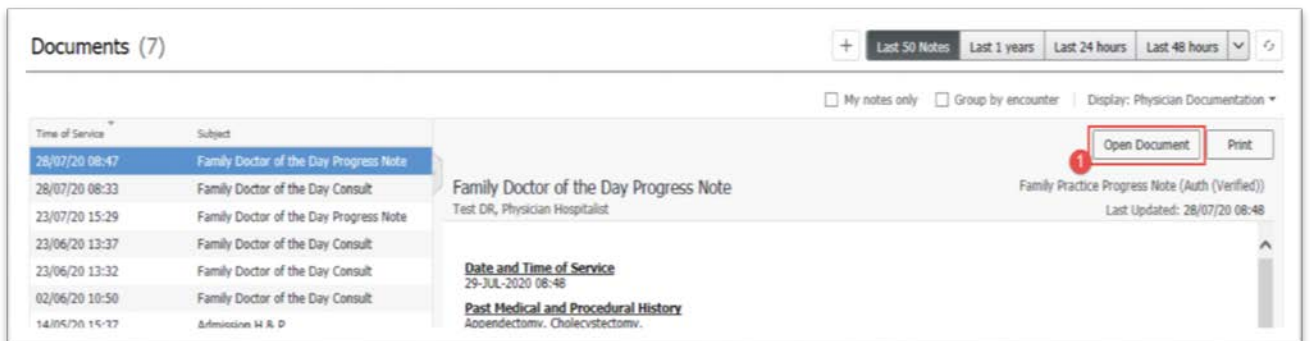 Documents (7)
+ Last 50 Notes Last 1 years Last 24 hours Last 48 hours
My notes only Group by encounter Display: Physician Documentation
Time of Service Subject
28/07/20 08:47 Family Doctor of the Day Progress Note
28/07/20 08:33 Family Doctor of the Day Consult
23/07/20 15:29 Family Doctor of the Day Progress Note
23/06/20 13:37 Family Doctor of the Day Consult
23/06/20 13:32 Family Doctor of the Day Consult
02/06/20 10:50 Family Doctor of the Day Consult
14/05/20 15:37 Admission H & P
1 Open Document Print
Family Doctor of the Day Progress Note Family Practice Progress Note (Auth (Verified))
Test DR, Physician Hospitalist Last Updated: 28/07/20 08:48
Date and Time of Service
29-JUL-2020 08:48
Past Medical and Procedural History
Appendectomy, Cholecystectomy,